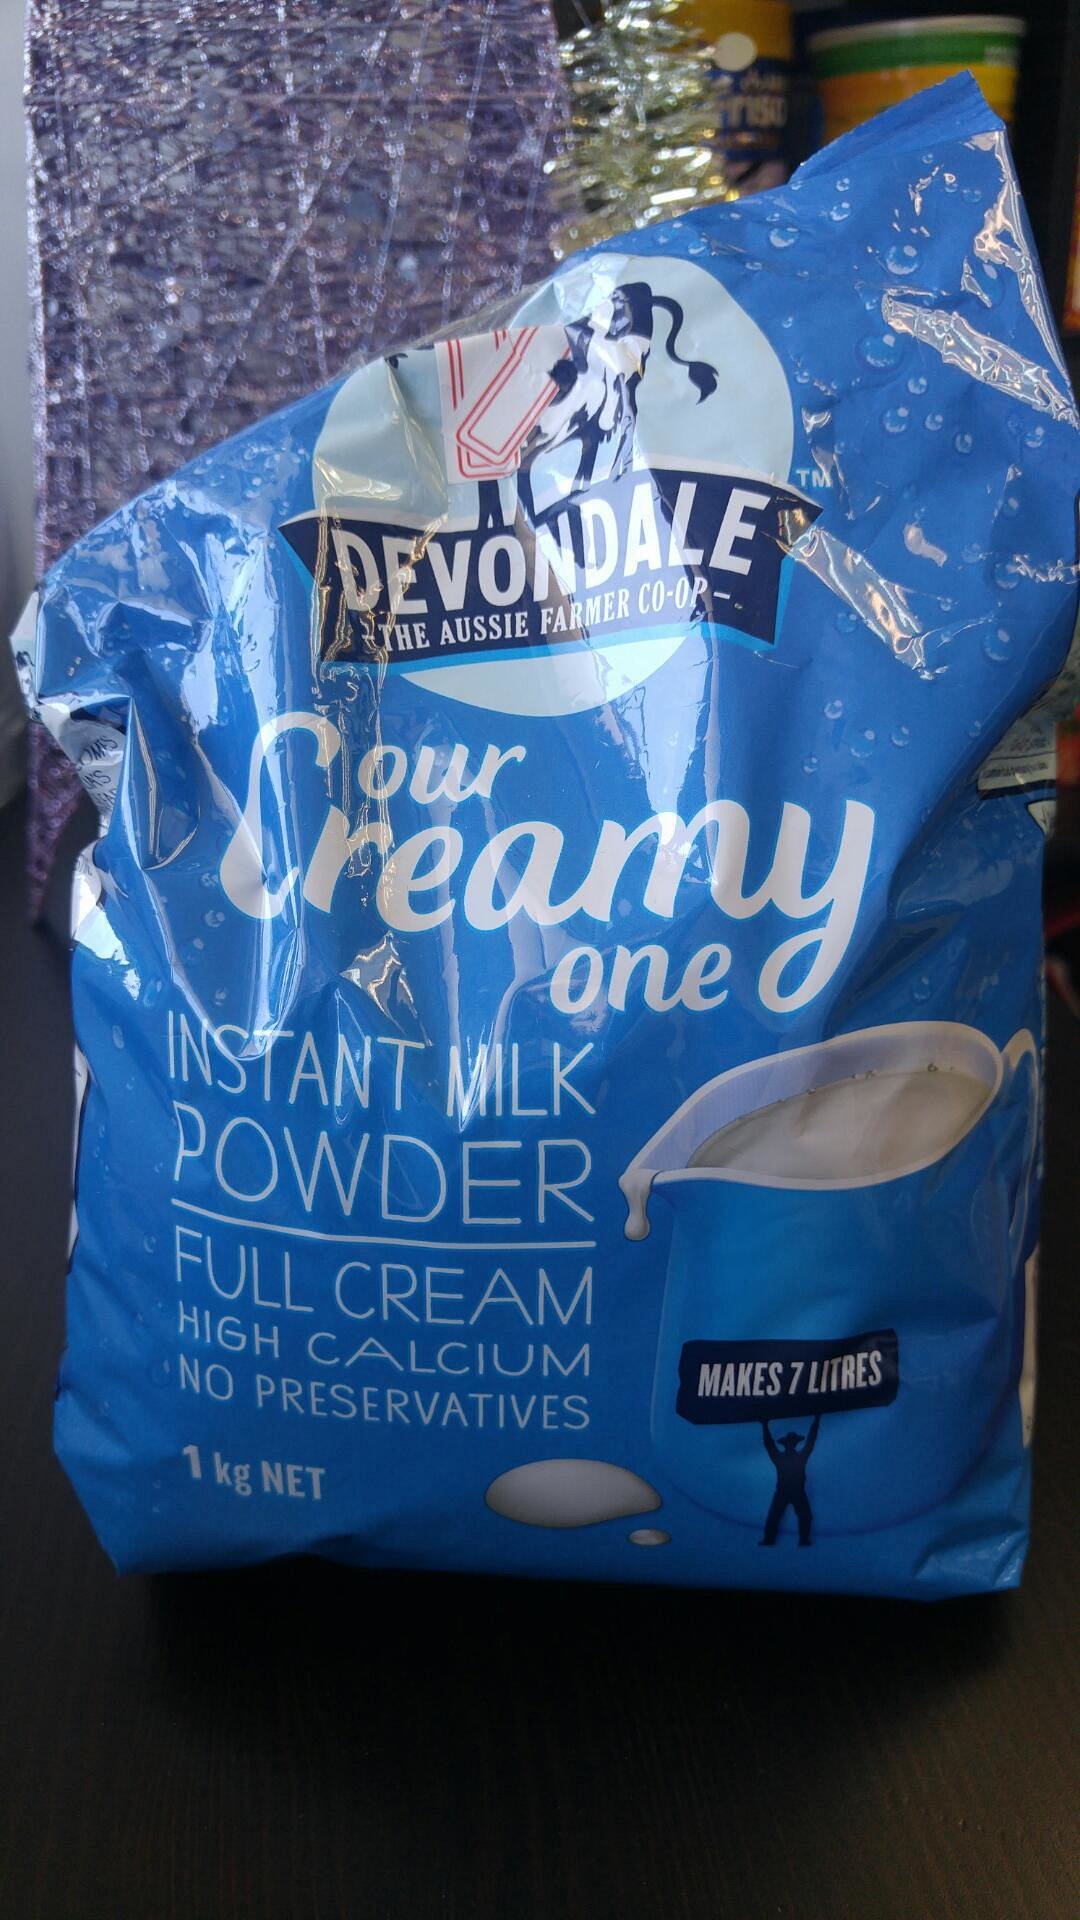 DEVONDALE
TM
THE AUSSIE FARMER CO-OP
our
Creamy
one
INSTANT MILK
POWDER
FULL CREAM
HIGH CALCIUM
NO PRESERVATIVES
1 kg NET
MAKES 7 LITRES